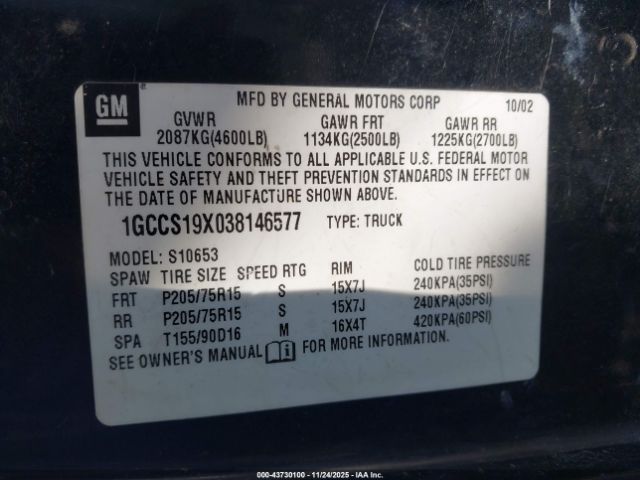 GM
MFD BY GENERAL MOTORS CORP 10/02
GVWR GAWR FRT GAWR RR
2087KG(4600LB) 1134KG(2500LB) 1225KG(2700LB)
THIS VEHICLE CONFORMS TO ALL APPLICABLE U.S. FEDERAL MOTOR
VEHICLE SAFETY AND THEFT PREVENTION STANDARDS IN EFFECT ON
THE DATE OF MANUFACTURE SHOWN ABOVE.
1GCCS19X038146577 TYPE: TRUCK
MODEL: S10653
SPAW TIRE SIZE SPEED RTG RIM COLD TIRE PRESSURE
FRT P205/75R15 S 15X7J 240KPA(35PSI)
RR P205/75R15 S 15X7J 240KPA(35PSI)
SPA T155/90D16 M 16X4T 420KPA(60PSI)
SEE OWNER'S MANUAL FOR MORE INFORMATION.
000-43730100 - 11/24/2025 - IAA Inc.